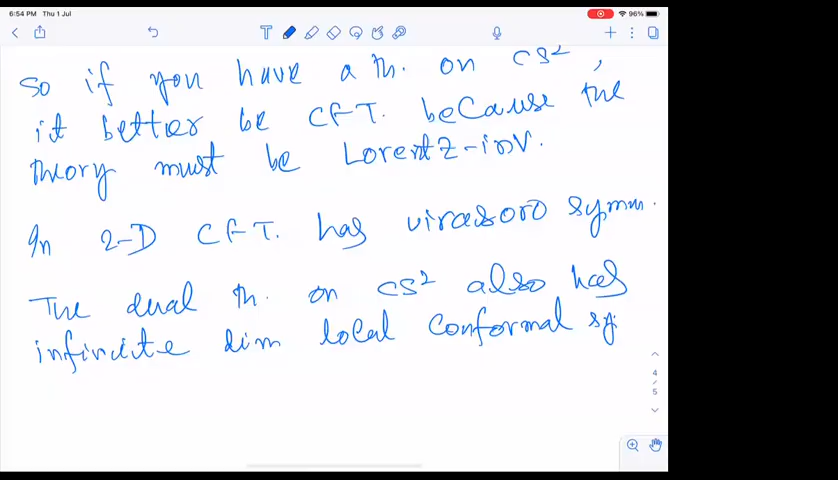 6:54 PM Thu 1 Jul
96%
So if you have a th. on CS²,
it better be CFT. because the
theory must be Lorentz-inv.
In 2-D CFT. has virasoro symm.
The dual th. on CS² also has
infinite dim local conformal sy
4
5